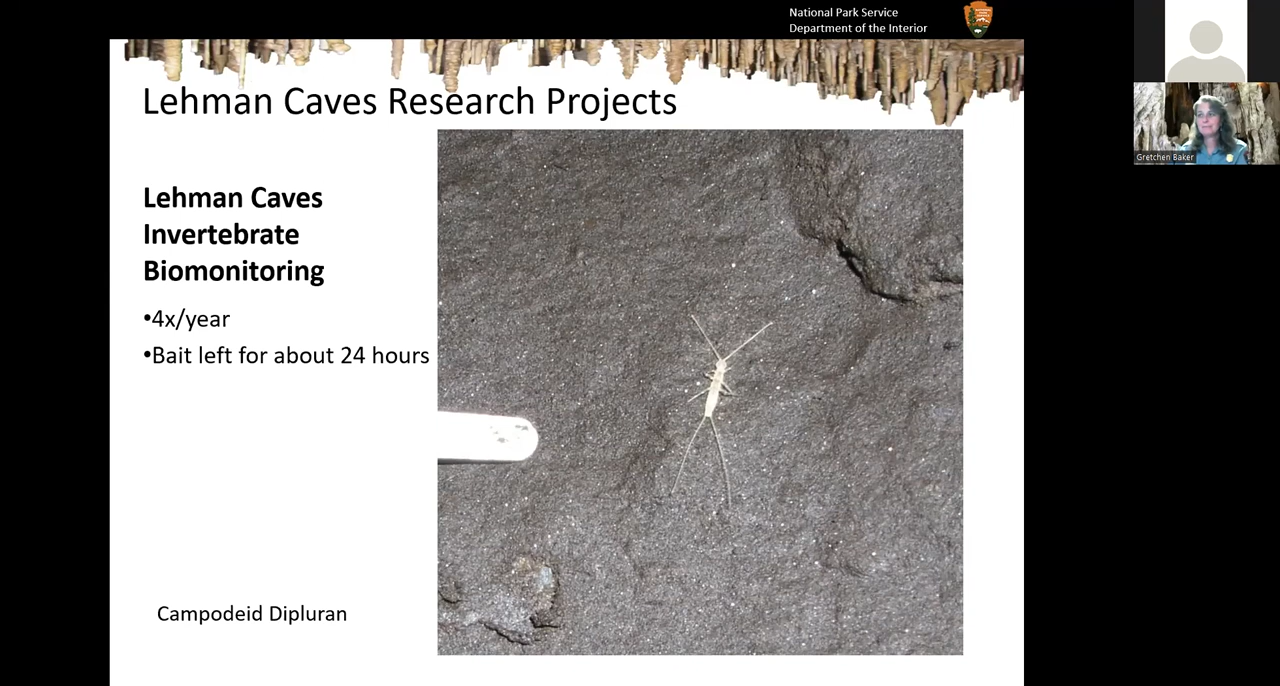 National Park Service
Department of the Interior
Lehman Caves Research Projects
Lehman Caves
Invertebrate
Biomonitoring
•4x/year
•Bait left for about 24 hours
Campodeid Dipluran
Gretchen Baker